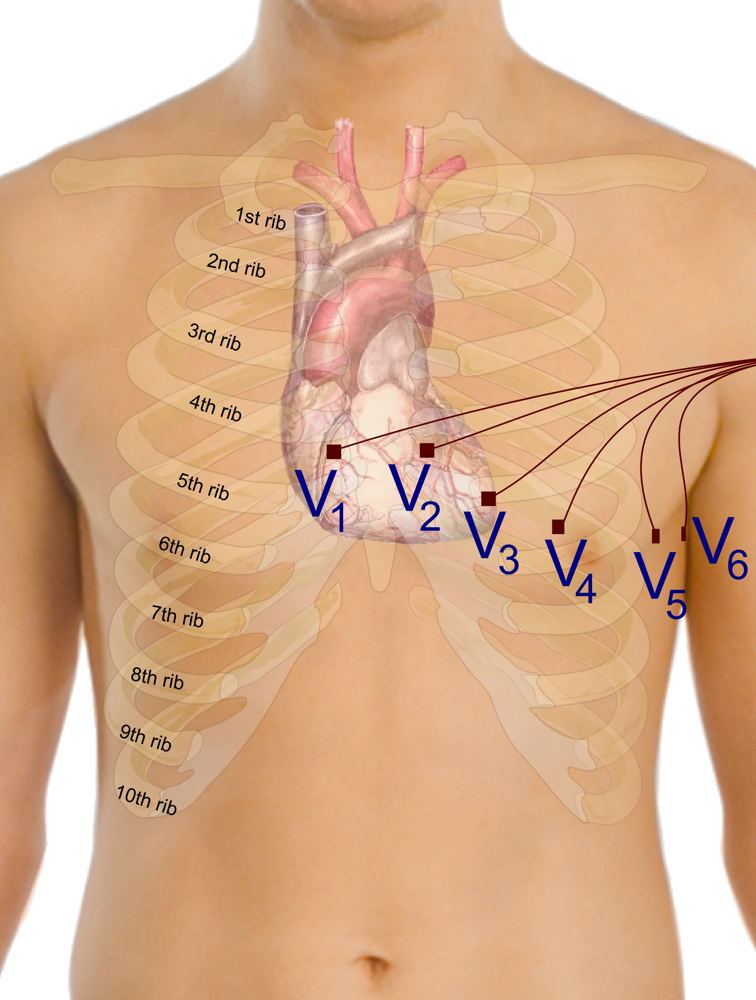 1st rib
2nd rib
3rd rib
4th rib
5th rib
6th rib
7th rib
8th rib
9th rib
10th rib
V1
V2
V3
V4
V5
V6